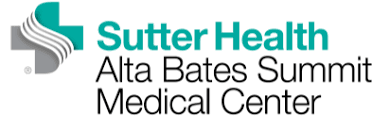 Sutter Health
Alta Bates Summit
Medical Center
®